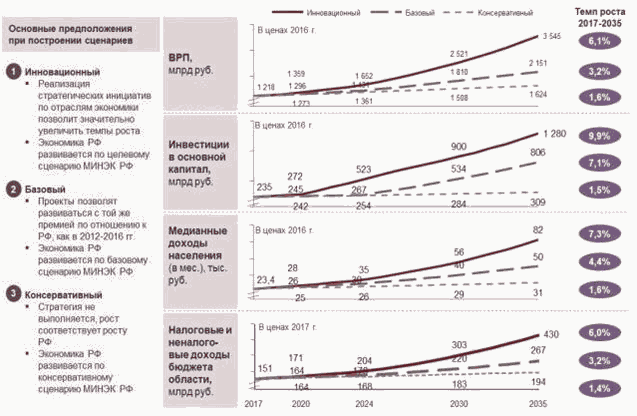 Инновационный
Базовый
Консервативный
Темп роста
2017-2035
Основные предположения
при построении сценариев
1 Инновационный
Реализация
стратегических инициатив
по отраслям экономики
позволит значительно
увеличить темпы роста
Экономика РФ
развивается по целевому
сценарию МИНЭК РФ
2 Базовый
Проекты позволят
развиваться с той же
премией по отношению к
РФ, как в 2012-2016 гг.
Экономика РФ
развивается по базовому
сценарию МИНЭК РФ
3 Консервативный
Стратегия не
выполняется, рост
соответствует росту
РФ
Экономика РФ
развивается по
консервативному
сценарию МИНЭК РФ
ВРП,
млрд руб.
В ценах 2016 г.
1 218
1 359
1 296
1 273
1 652
1 361
2 521
1 810
1 508
3 545
2 151
1 624
6,1%
3,2%
1,6%
Инвестиции
в основной
капитал,
млрд руб.
В ценах 2016 г.
235
272
245
242
523
267
254
900
534
284
1 280
806
309
9,9%
7,1%
1,5%
Медианные
доходы
населения
(в мес.), тыс.
руб.
В ценах 2016 г.
23,4
28
26
25
35
26
56
40
29
82
50
31
7,3%
4,4%
1,6%
Налоговые и
неналого-
вые доходы
бюджета
области,
млрд руб.
В ценах 2017 г.
151
171
164
164
204
168
303
220
183
430
267
194
6,0%
3,2%
1,4%
2017
2020
2024
2030
2035